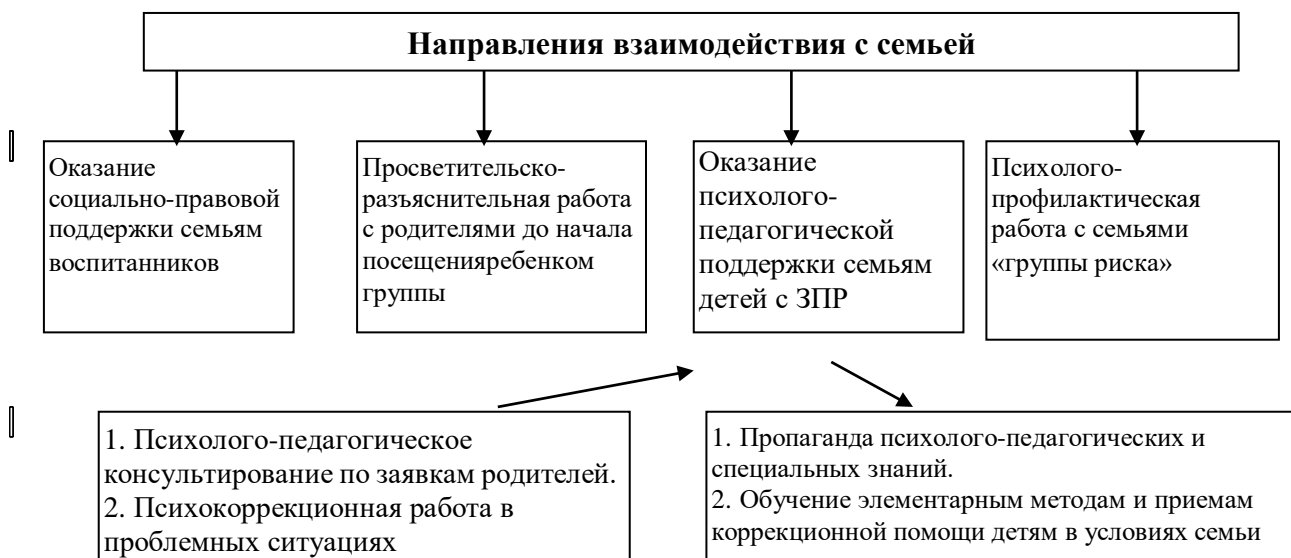 Направления взаимодействия с семьей
Оказание
социально-правовой
поддержки семьям
воспитанников
Просветительско-
разъяснительная работа
с родителями до начала
посещенияребенком
группы
Оказание
психолого-
педагогической
поддержки семьям
детей с ЗПР
Психолого-
профилактическая
работа с семьями
«группы риска»
1. Психолого-педагогическое
консультирование по заявкам родителей.
2. Психокоррекционная работа в
проблемных ситуациях
1. Пропаганда психолого-педагогических и
специальных знаний.
2. Обучение элементарным методам и приемам
коррекционной помощи детям в условиях семьи